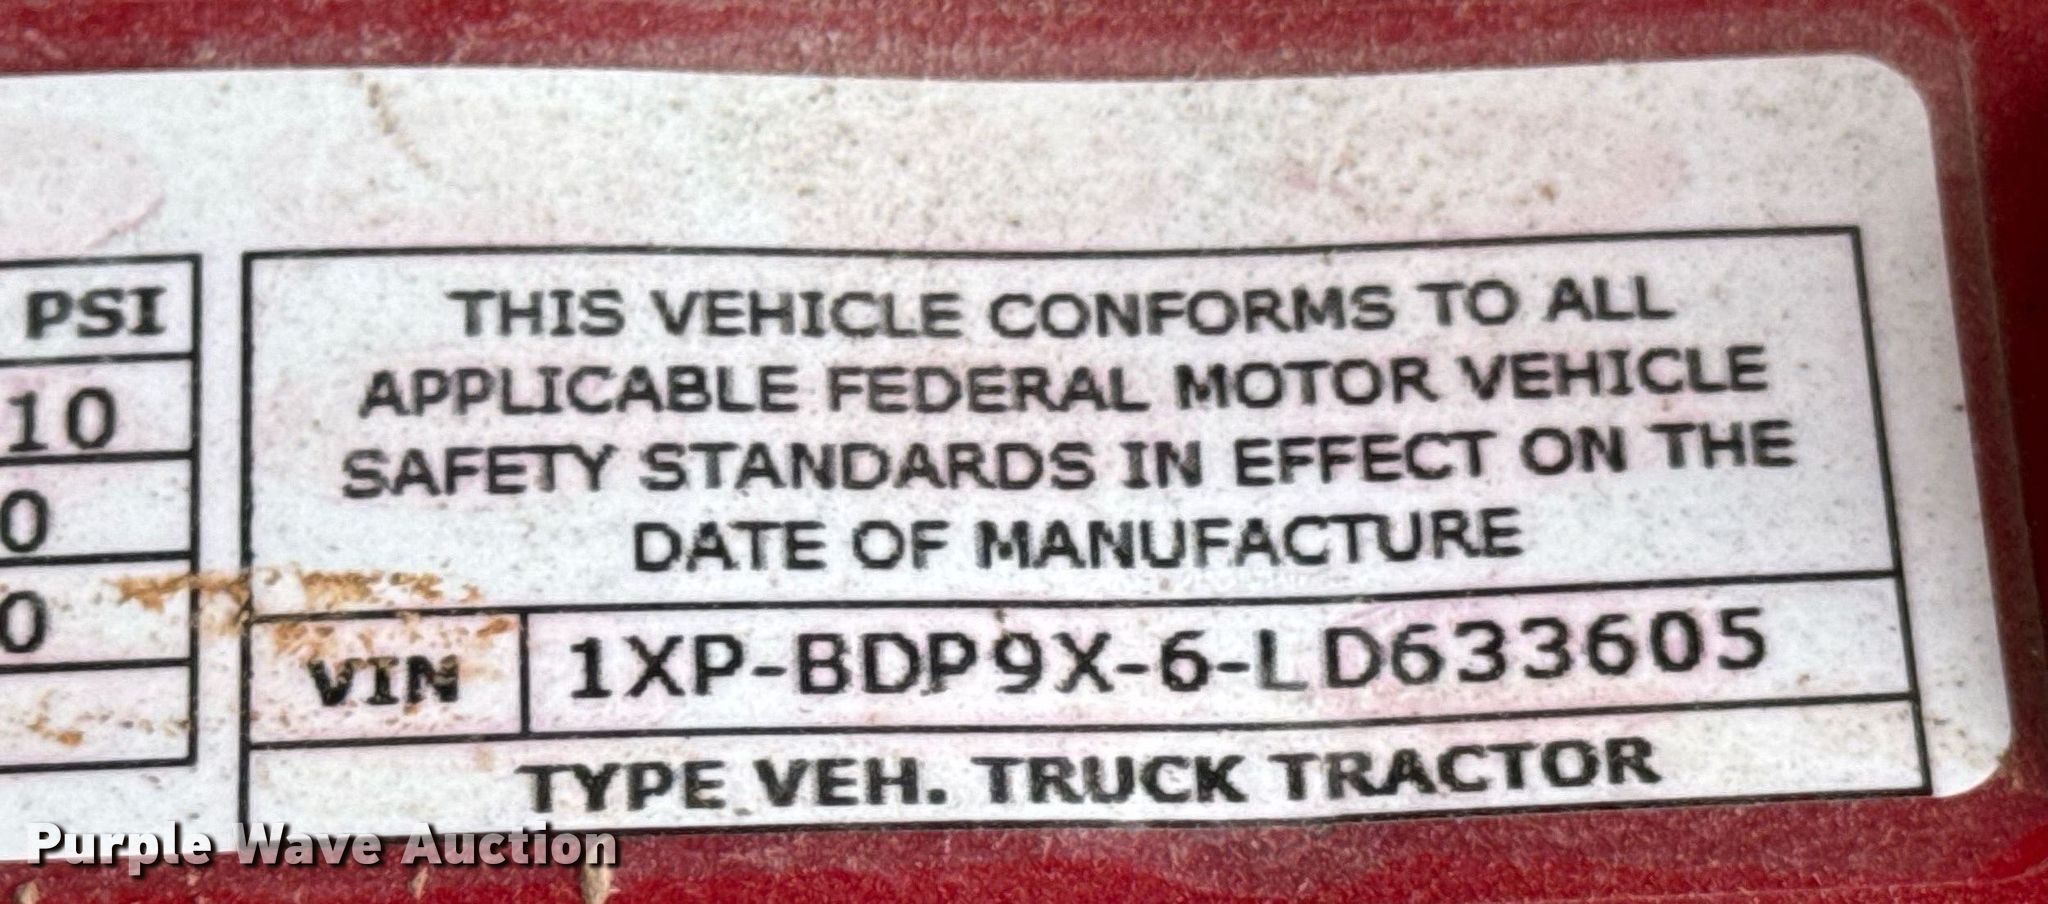 PSI
10
0
0
THIS VEHICLE CONFORMS TO ALL
APPLICABLE FEDERAL MOTOR VEHICLE
SAFETY STANDARDS IN EFFECT ON THE
DATE OF MANUFACTURE
VIN 1XP-BDP9X-6-LD633605
TYPE VEH. TRUCK TRACTOR
Purple Wave Auction